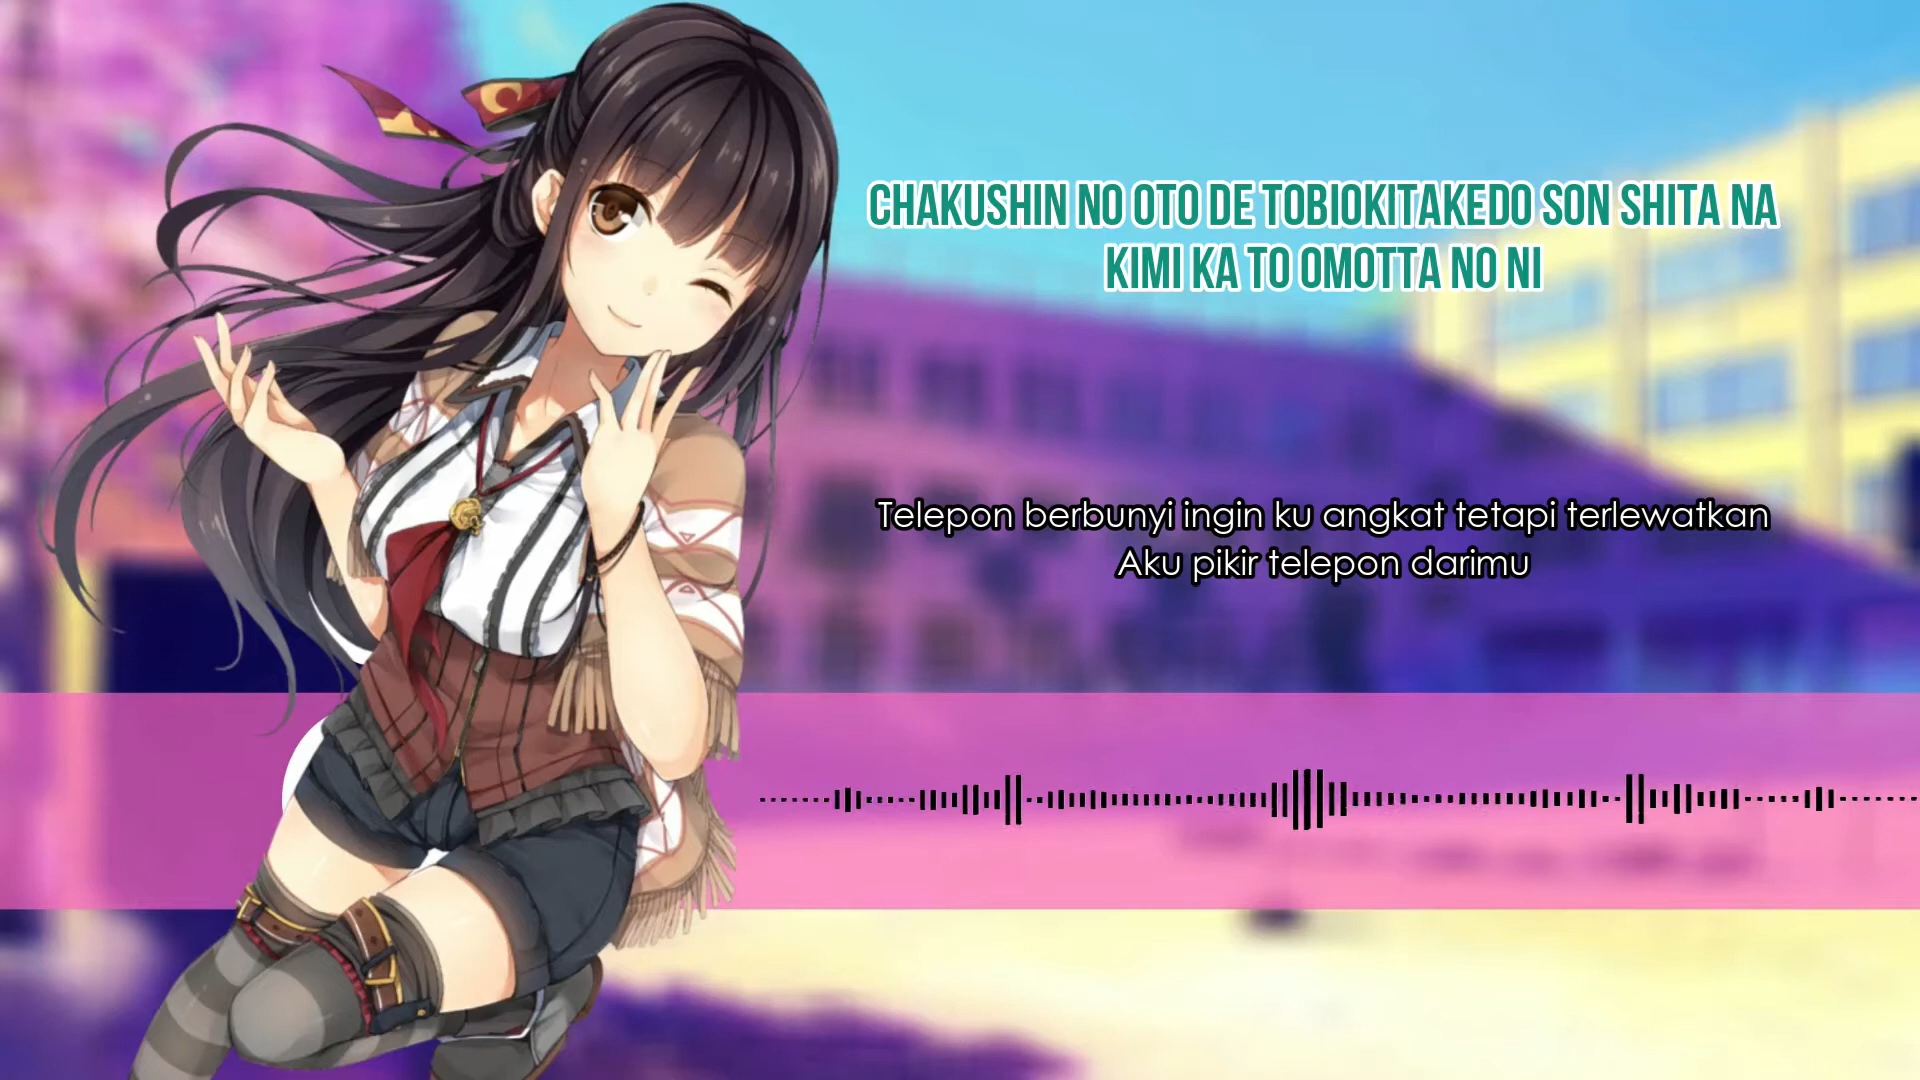 CHAKUSHIN NO OTO DE TOBIOKITAKEDO SON SHITA NA
KIMI KA TO OMOTTA NO NI
Telepon berbunyi ingin ku angkat tetapi terlewatkan
Aku pikir telepon darimu